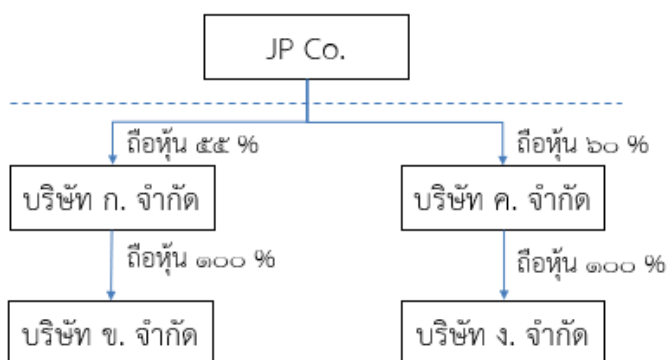 JP Co.
ถือหุ้น ๕๕ %
ถือหุ้น ๖๐ %
บริษัท ก. จำกัด
บริษัท ค. จำกัด
ถือหุ้น ๑๐๐ %
ถือหุ้น ๑๐๐ %
บริษัท ข. จำกัด
บริษัท ง. จำกัด